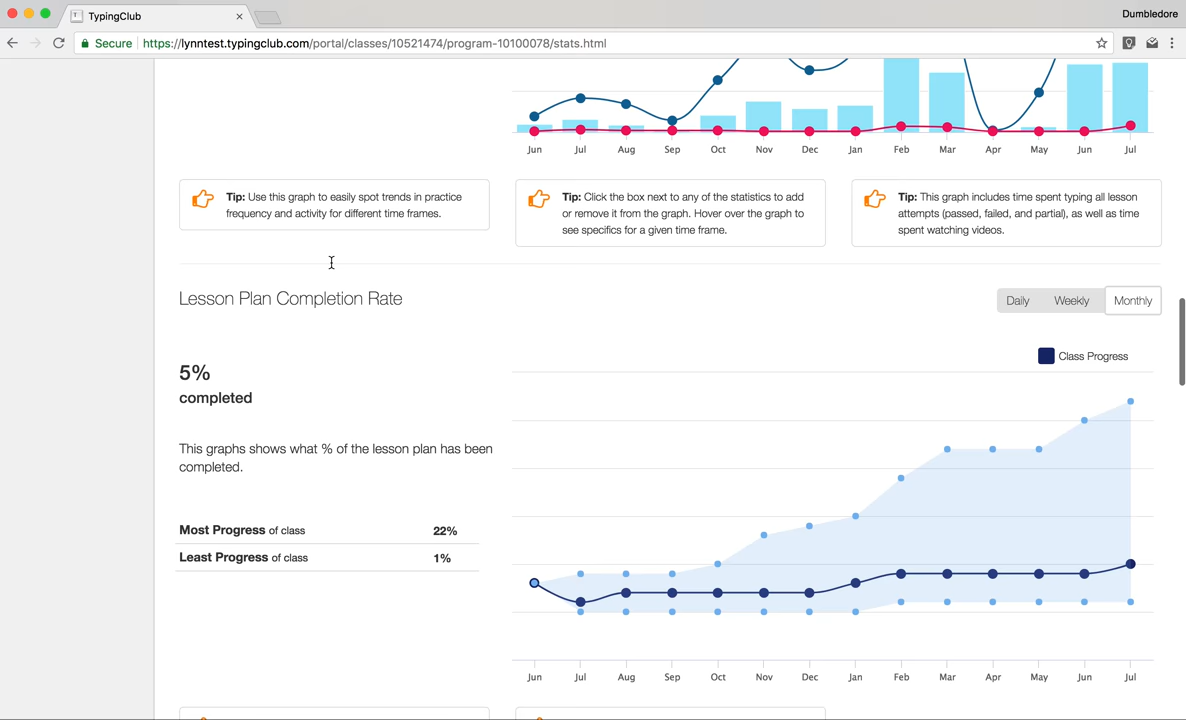 TypingClub
Dumbledore
Secure https://lynntest.typingclub.com/portal/classes/10521474/program-10100078/stats.html
Jun Jul Aug Sep Oct Nov Dec Jan Feb Mar Apr May Jun Jul
Tip: Use this graph to easily spot trends in practice
frequency and activity for different time frames.
Tip: Click the box next to any of the statistics to add
or remove it from the graph. Hover over the graph to
see specifics for a given time frame.
Tip: This graph includes time spent typing all lesson
attempts (passed, failed, and partial), as well as time
spent watching videos.
Lesson Plan Completion Rate
Daily Weekly Monthly
Class Progress
5%
completed
This graphs shows what % of the lesson plan has been
completed.
Most Progress of class 22%
Least Progress of class 1%
Jun Jul Aug Sep Oct Nov Dec Jan Feb Mar Apr May Jun Jul